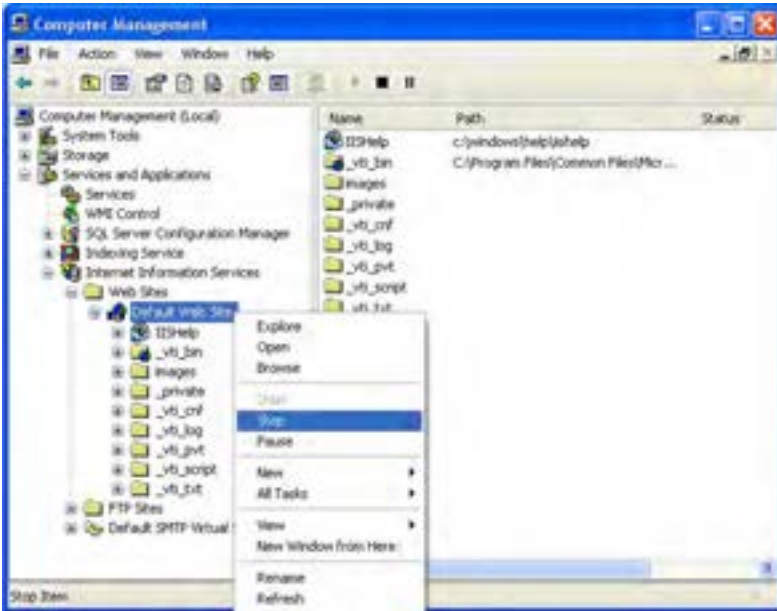 Computer Management
File Action View Window Help
Computer Management (Local)
System Tools
Storage
Services and Applications
Services
WMI Control
SQL Server Configuration Manager
Indexing Service
Internet Information Services
Web Sites
Default Web Site
IISHelp
_vti_bin
images
_private
_vti_cnf
_vti_log
_vti_pvt
_vti_script
_vti_txt
FTP Sites
Default SMTP Virtual
Name Path Status
IISHelp c:\windows\help\iishelp
_vti_bin C:\Program Files\Common Files\Micr...
images
_private
_vti_cnf
_vti_log
_vti_pvt
_vti_script
_vti_txt
Explore
Open
Browse
Start
Stop
Pause
New
All Tasks
View
New Window from Here
Rename
Refresh
Stop Item